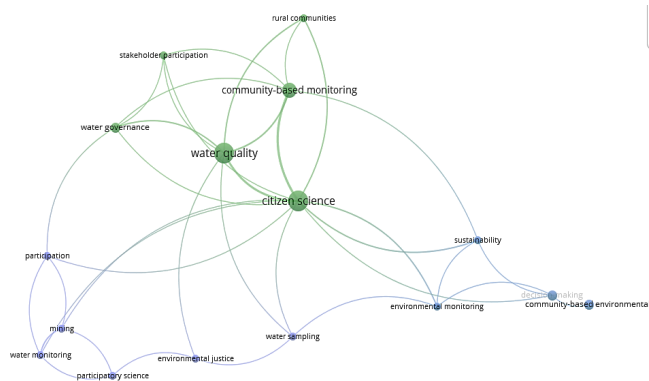 rural communities
stakeholder participation
community-based monitoring
water governance
water quality
citizen science
sustainability
participation
decision making
community-based environmenta
environmental monitoring
mining
water sampling
water monitoring
environmental justice
participatory science